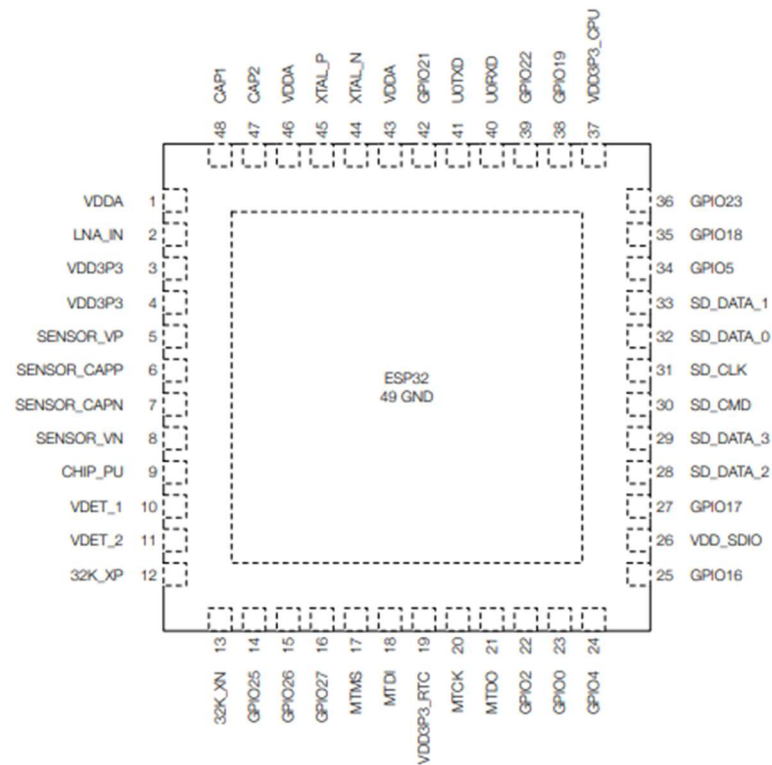 CAP1 48
CAP2 47
VDDA 46
XTAL_P 45
XTAL_N 44
VDDA 43
GPIO21 42
U0TXD 41
U0RXD 40
GPIO22 39
GPIO19 38
VDD3P3_CPU 37
VDDA 1
LNA_IN 2
VDD3P3 3
VDD3P3 4
SENSOR_VP 5
SENSOR_CAPP 6
SENSOR_CAPN 7
SENSOR_VN 8
CHIP_PU 9
VDET_1 10
VDET_2 11
32K_XP 12
ESP32
49 GND
36 GPIO23
35 GPIO18
34 GPIO5
33 SD_DATA_1
32 SD_DATA_0
31 SD_CLK
30 SD_CMD
29 SD_DATA_3
28 SD_DATA_2
27 GPIO17
26 VDD_SDIO
25 GPIO16
32K_XN 13
GPIO25 14
GPIO26 15
GPIO27 16
MTMS 17
MTDI 18
VDD3P3_RTC 19
MTCK 20
MTDO 21
GPIO2 22
GPIO0 23
GPIO4 24